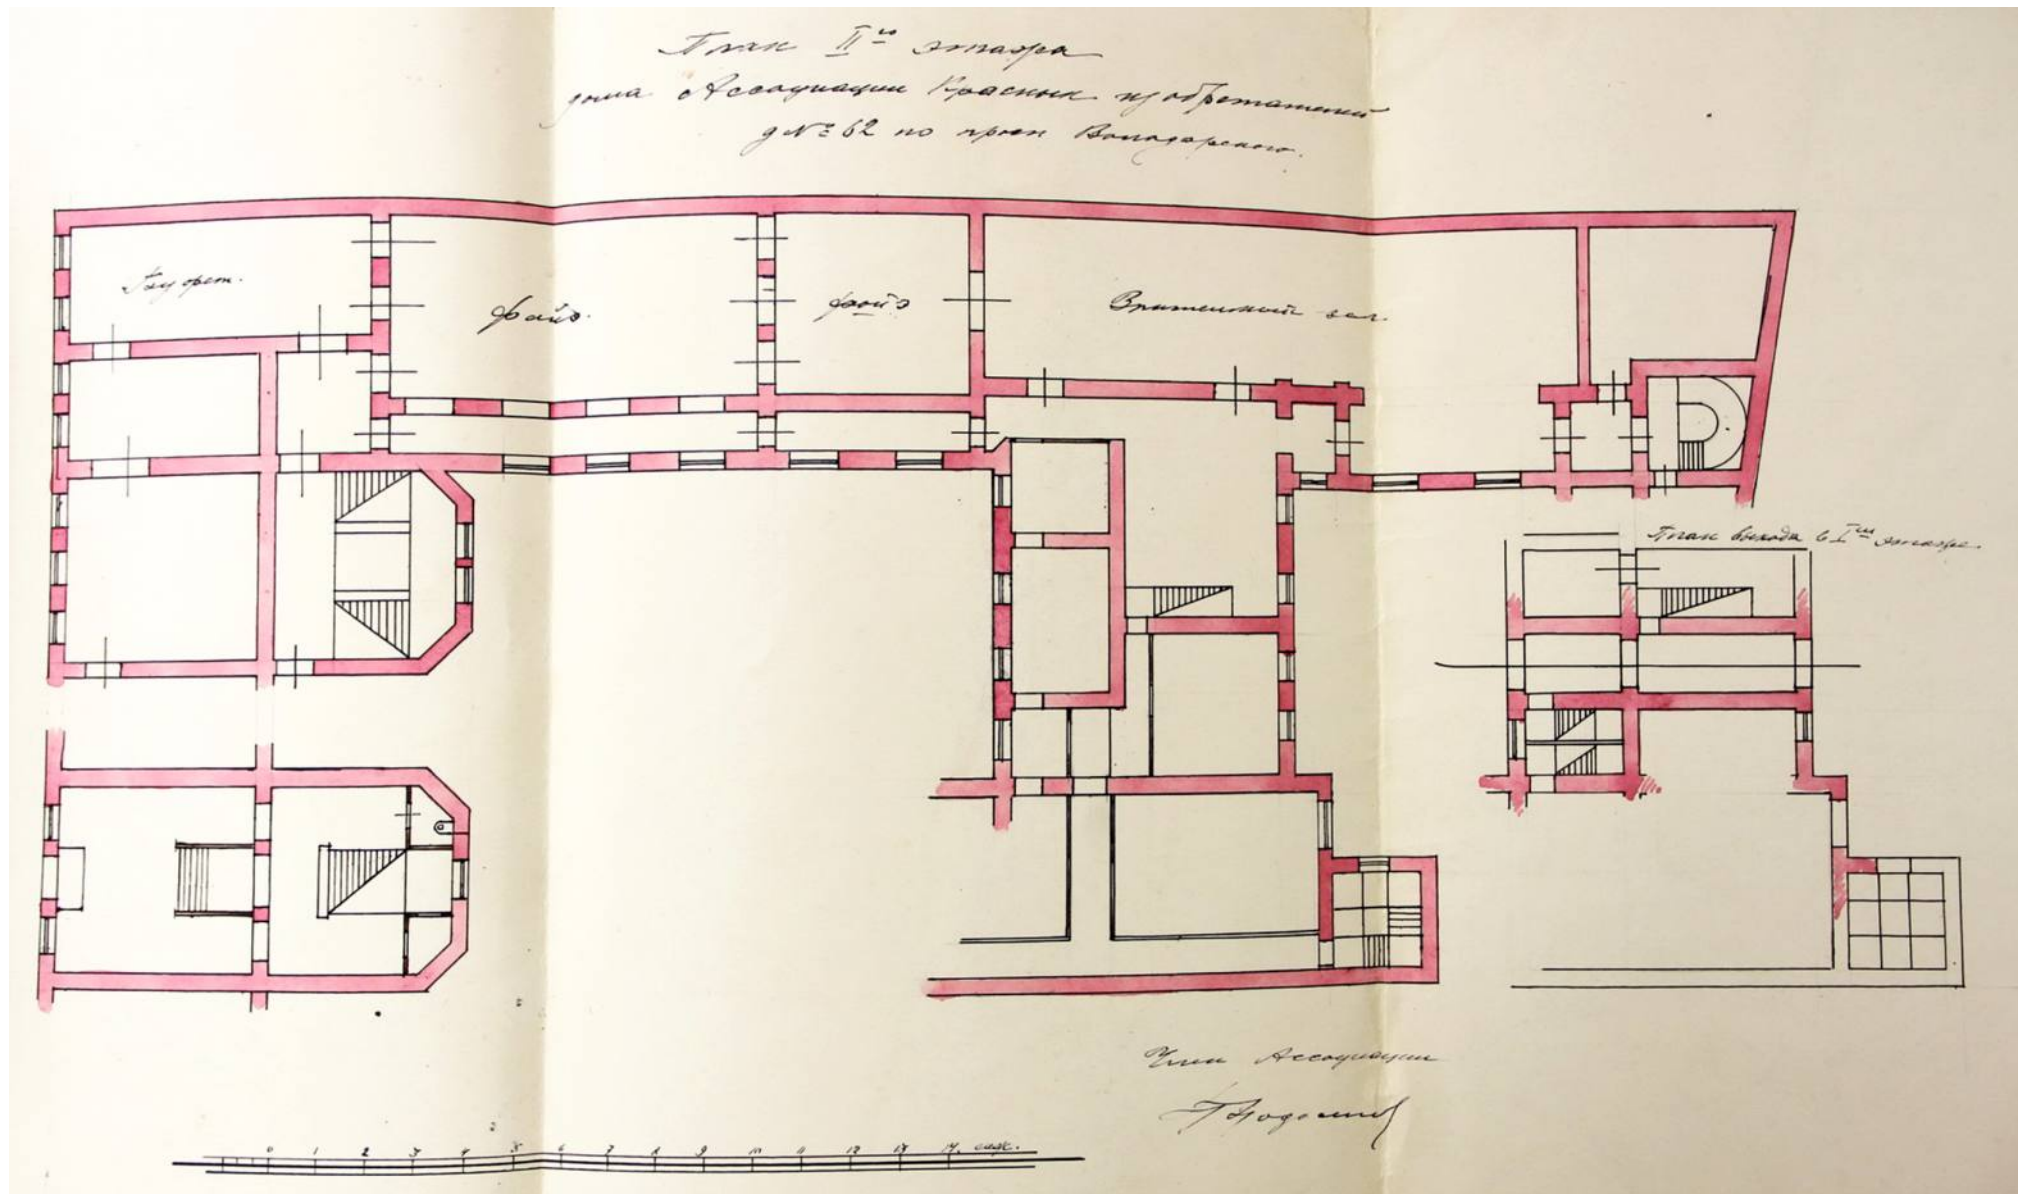 План II го этажа
дома Ассоциации Красных изобретателей
д № 62 по просп Володарского.
фойэ.
фойэ
Зрительный зал.
План выхода в I ом этаже
Член Ассоциации
0 1 2 3 4 5 6 7 8 9 10 11 12 13 14 саж.